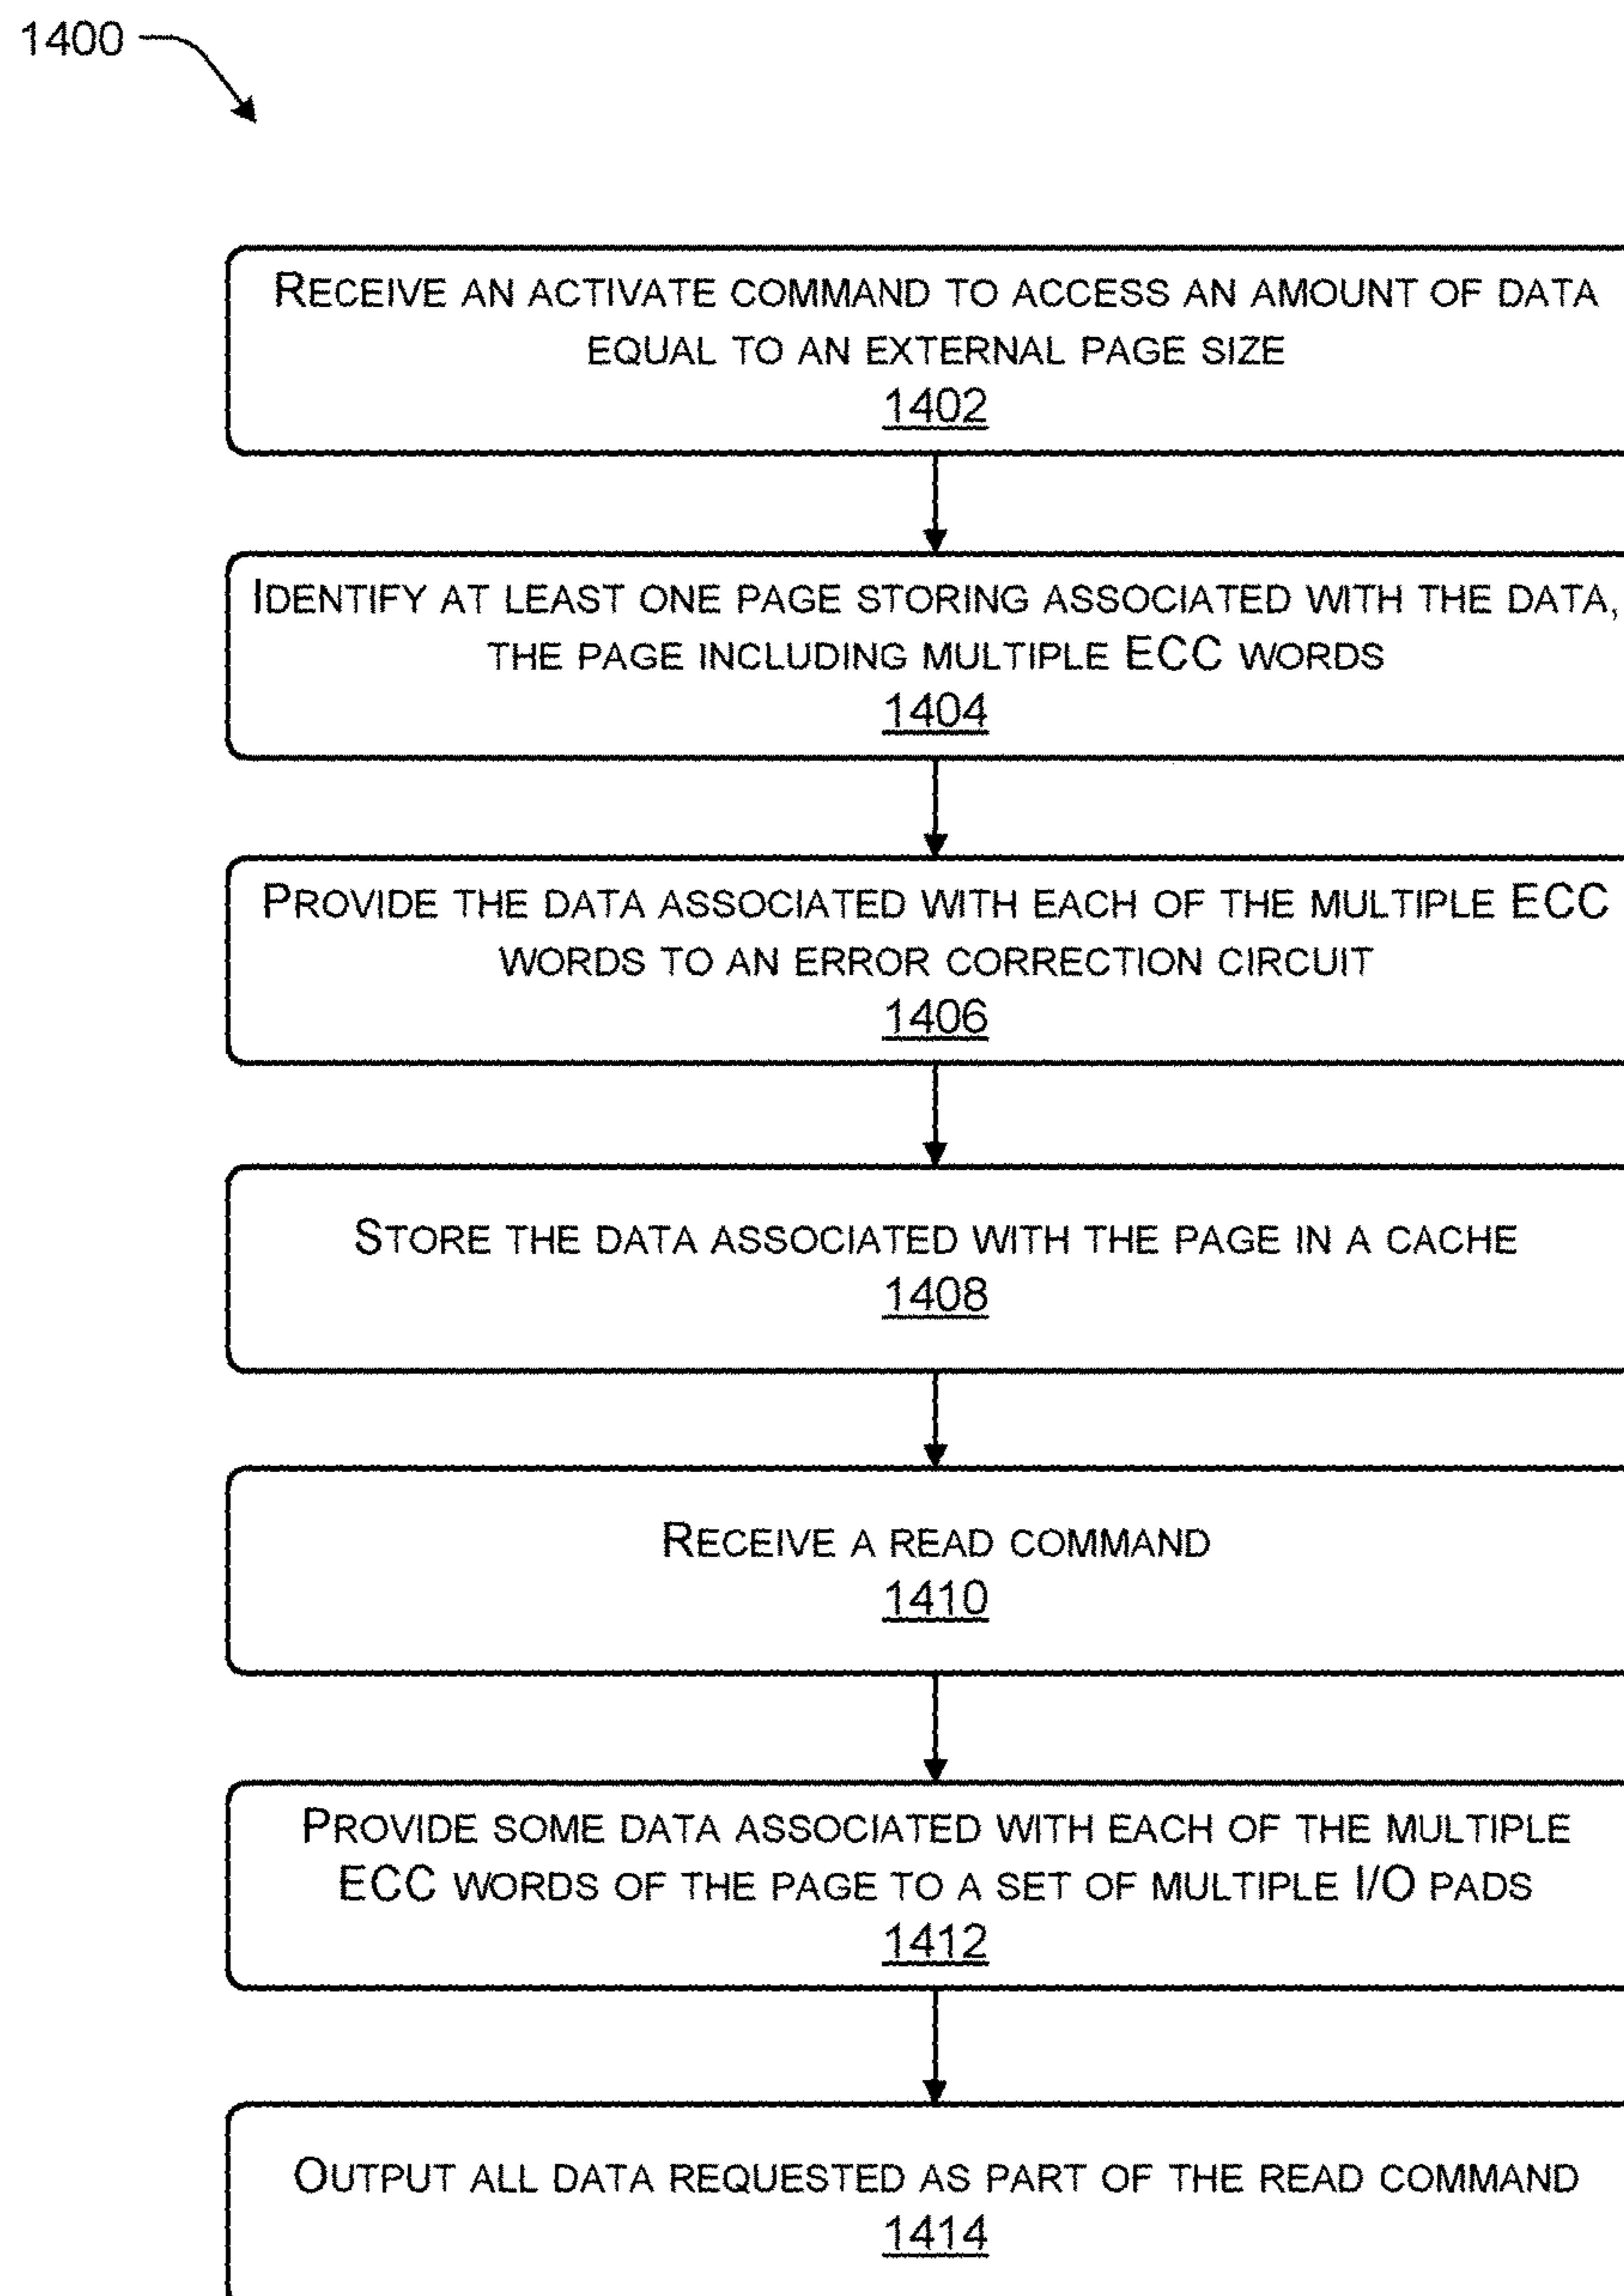 1400
RECEIVE AN ACTIVATE COMMAND TO ACCESS AN AMOUNT OF DATA
EQUAL TO AN EXTERNAL PAGE SIZE
1402
IDENTIFY AT LEAST ONE PAGE STORING ASSOCIATED WITH THE DATA,
THE PAGE INCLUDING MULTIPLE ECC WORDS
1404
PROVIDE THE DATA ASSOCIATED WITH EACH OF THE MULTIPLE ECC
WORDS TO AN ERROR CORRECTION CIRCUIT
1406
STORE THE DATA ASSOCIATED WITH THE PAGE IN A CACHE
1408
RECEIVE A READ COMMAND
1410
PROVIDE SOME DATA ASSOCIATED WITH EACH OF THE MULTIPLE
ECC WORDS OF THE PAGE TO A SET OF MULTIPLE I/O PADS
1412
OUTPUT ALL DATA REQUESTED AS PART OF THE READ COMMAND
1414